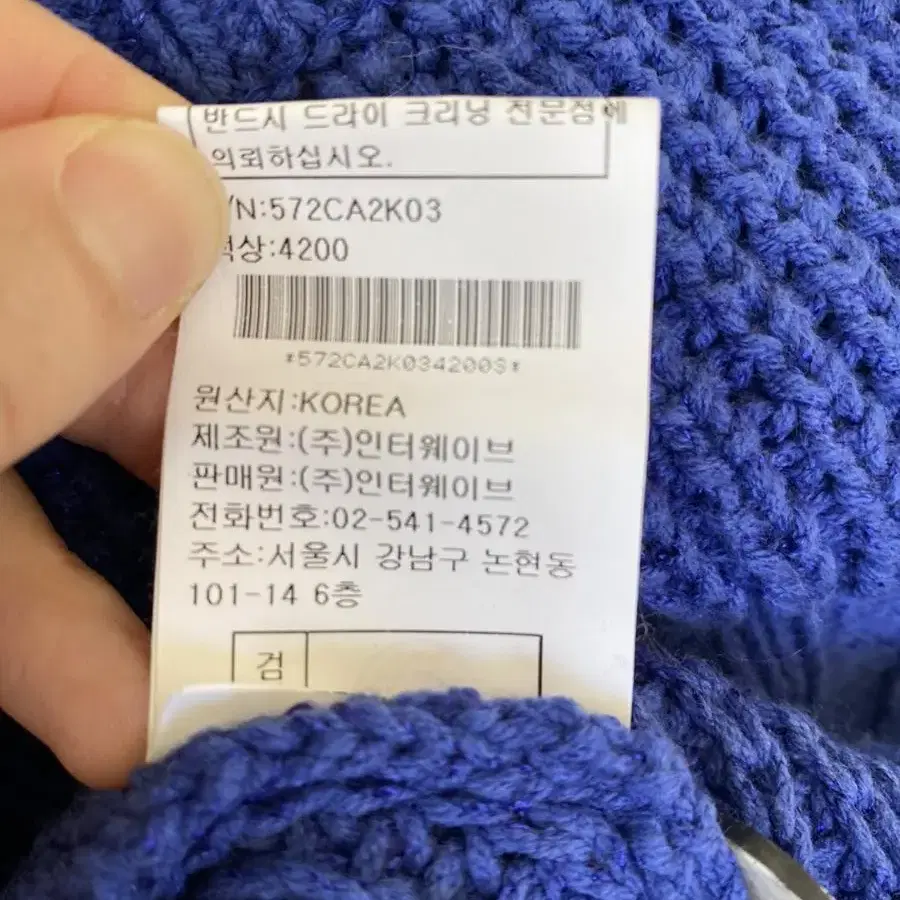 반드시 드라이 크리닝 전문점에
의뢰하십시오.
/N:572CA2K03
상:4200
*572CA2K034200S*
원산지:KOREA
제조원:(주)인터웨이브
판매원:(주)인터웨이브
전화번호:02-541-4572
주소:서울시 강남구 논현동
101-14 6층
검